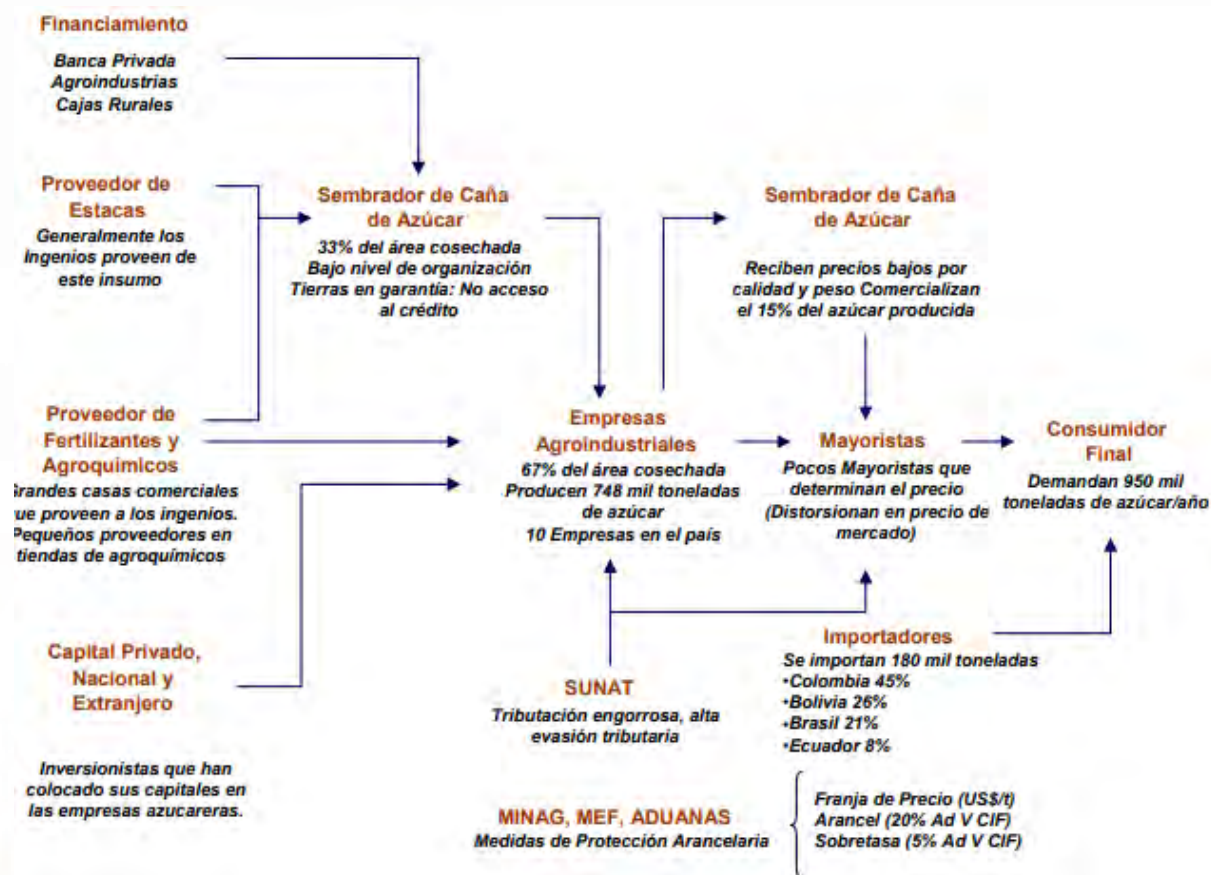 Financiamiento
Banca Privada
Agroindustrias
Cajas Rurales
Proveedor de
Estacas
Generalmente los
Ingenios proveen de
este insumo
Sembrador de Caña
de Azúcar
33% del área cosechada
Bajo nivel de organización
Tierras en garantía: No acceso
al crédito
Sembrador de Caña
de Azúcar
Reciben precios bajos por
calidad y peso Comercializan
el 15% del azúcar producida
Proveedor de
Fertilizantes y
Agroquimicos
Grandes casas comerciales
que proveen a los ingenios.
Pequeños proveedores en
tiendas de agroquímicos
Empresas
Agroindustriales
67% del área cosechada
Producen 748 mil toneladas
de azúcar
10 Empresas en el país
Mayoristas
Pocos Mayoristas que
determinan el precio
(Distorsionan en precio de
mercado)
Consumidor
Final
Demandan 950 mil
toneladas de azúcar/año
Capital Privado,
Nacional y
Extranjero
Inversionistas que han
colocado sus capitales en
las empresas azucareras.
SUNAT
Tributación engorrosa, alta
evasión tributaria
Importadores
Se importan 180 mil toneladas
•Colombia 45%
•Bolivia 26%
•Brasil 21%
•Ecuador 8%
MINAG, MEF, ADUANAS
Medidas de Protección Arancelaria
Franja de Precio (US$/t)
Arancel (20% Ad V CIF)
Sobretasa (5% Ad V CIF)